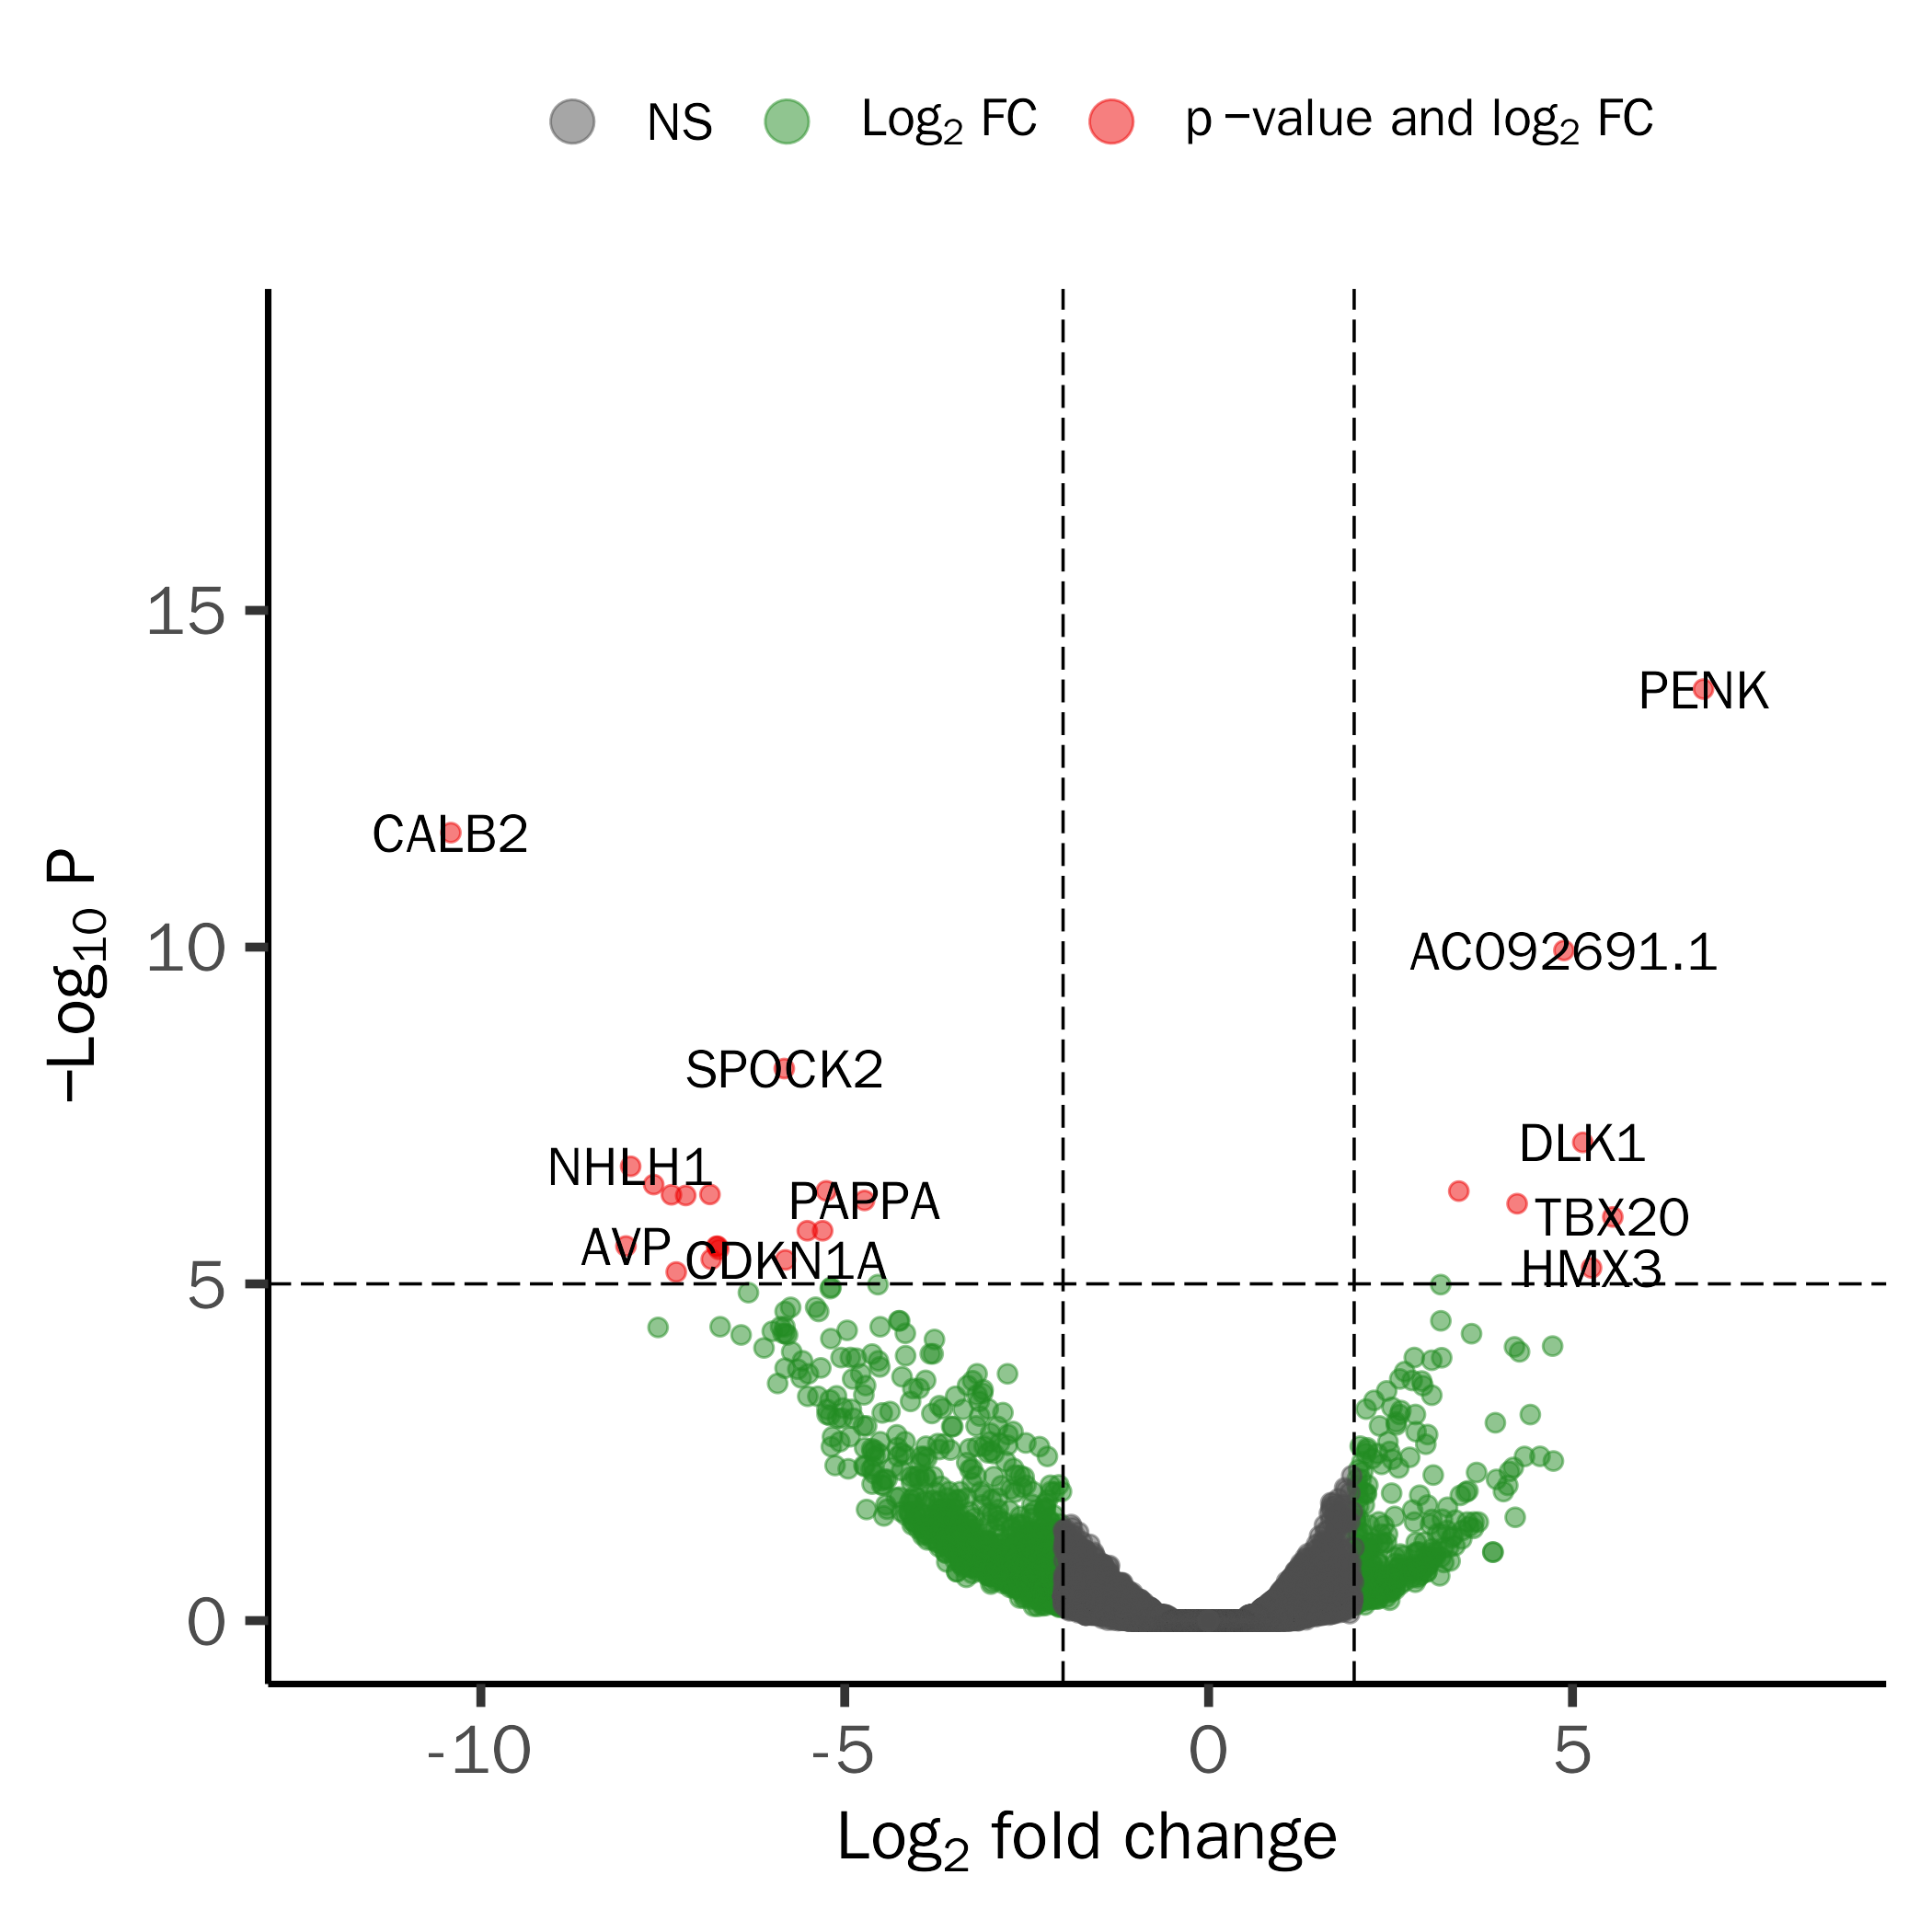 NS Log₂ FC p −value and log₂ FC
−Log₁₀ P
15
10
5
0
PENK
CALB2
AC092691.1
SPOCK2
DLK1
NHLH1
PAPPA
TBX20
AVP
CDKN1A
HMX3
-10 -5 0 5
Log₂ fold change